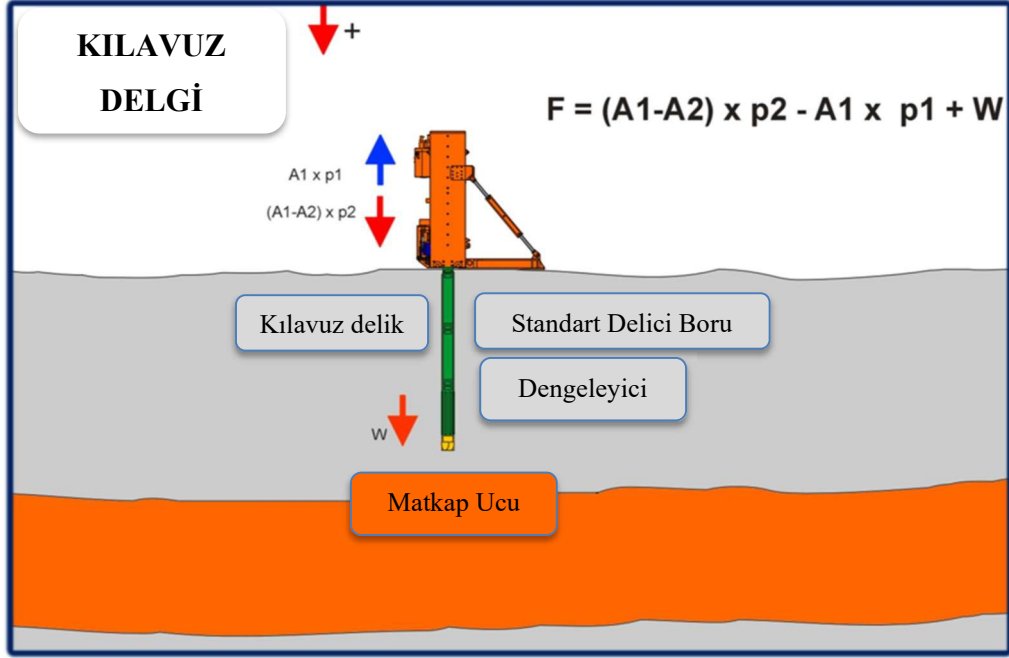 KILAVUZ
DELGİ
+
F = (A1-A2) x p2 - A1 x p1 + W
A1 x p1
(A1-A2) x p2
Kılavuz delik
Standart Delici Boru
Dengeleyici
W
Matkap Ucu